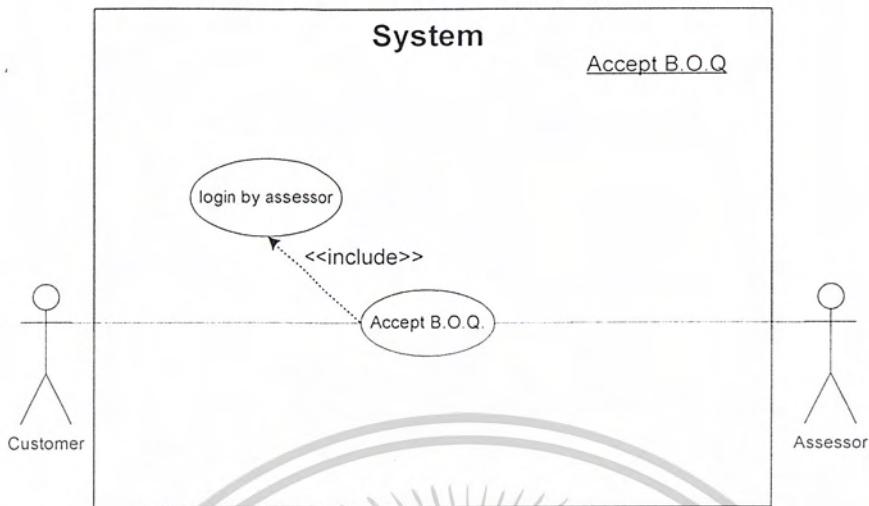 System
Accept B.O.Q
login by assessor
<<include>>
Accept B.O.Q.
Customer
Assessor